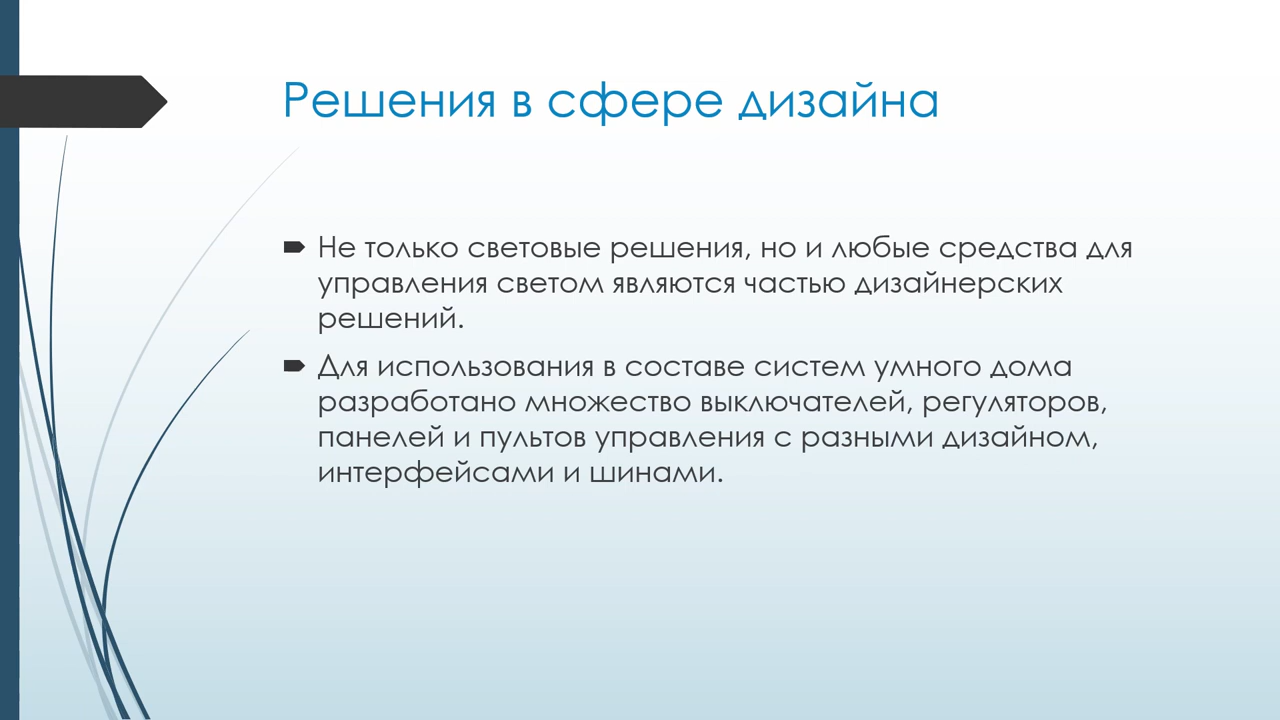 Решения в сфере дизайна
Не только световые решения, но и любые средства для
управления светом являются частью дизайнерских
решений.
Для использования в составе систем умного дома
разработано множество выключателей, регуляторов,
панелей и пультов управления с разными дизайном,
интерфейсами и шинами.